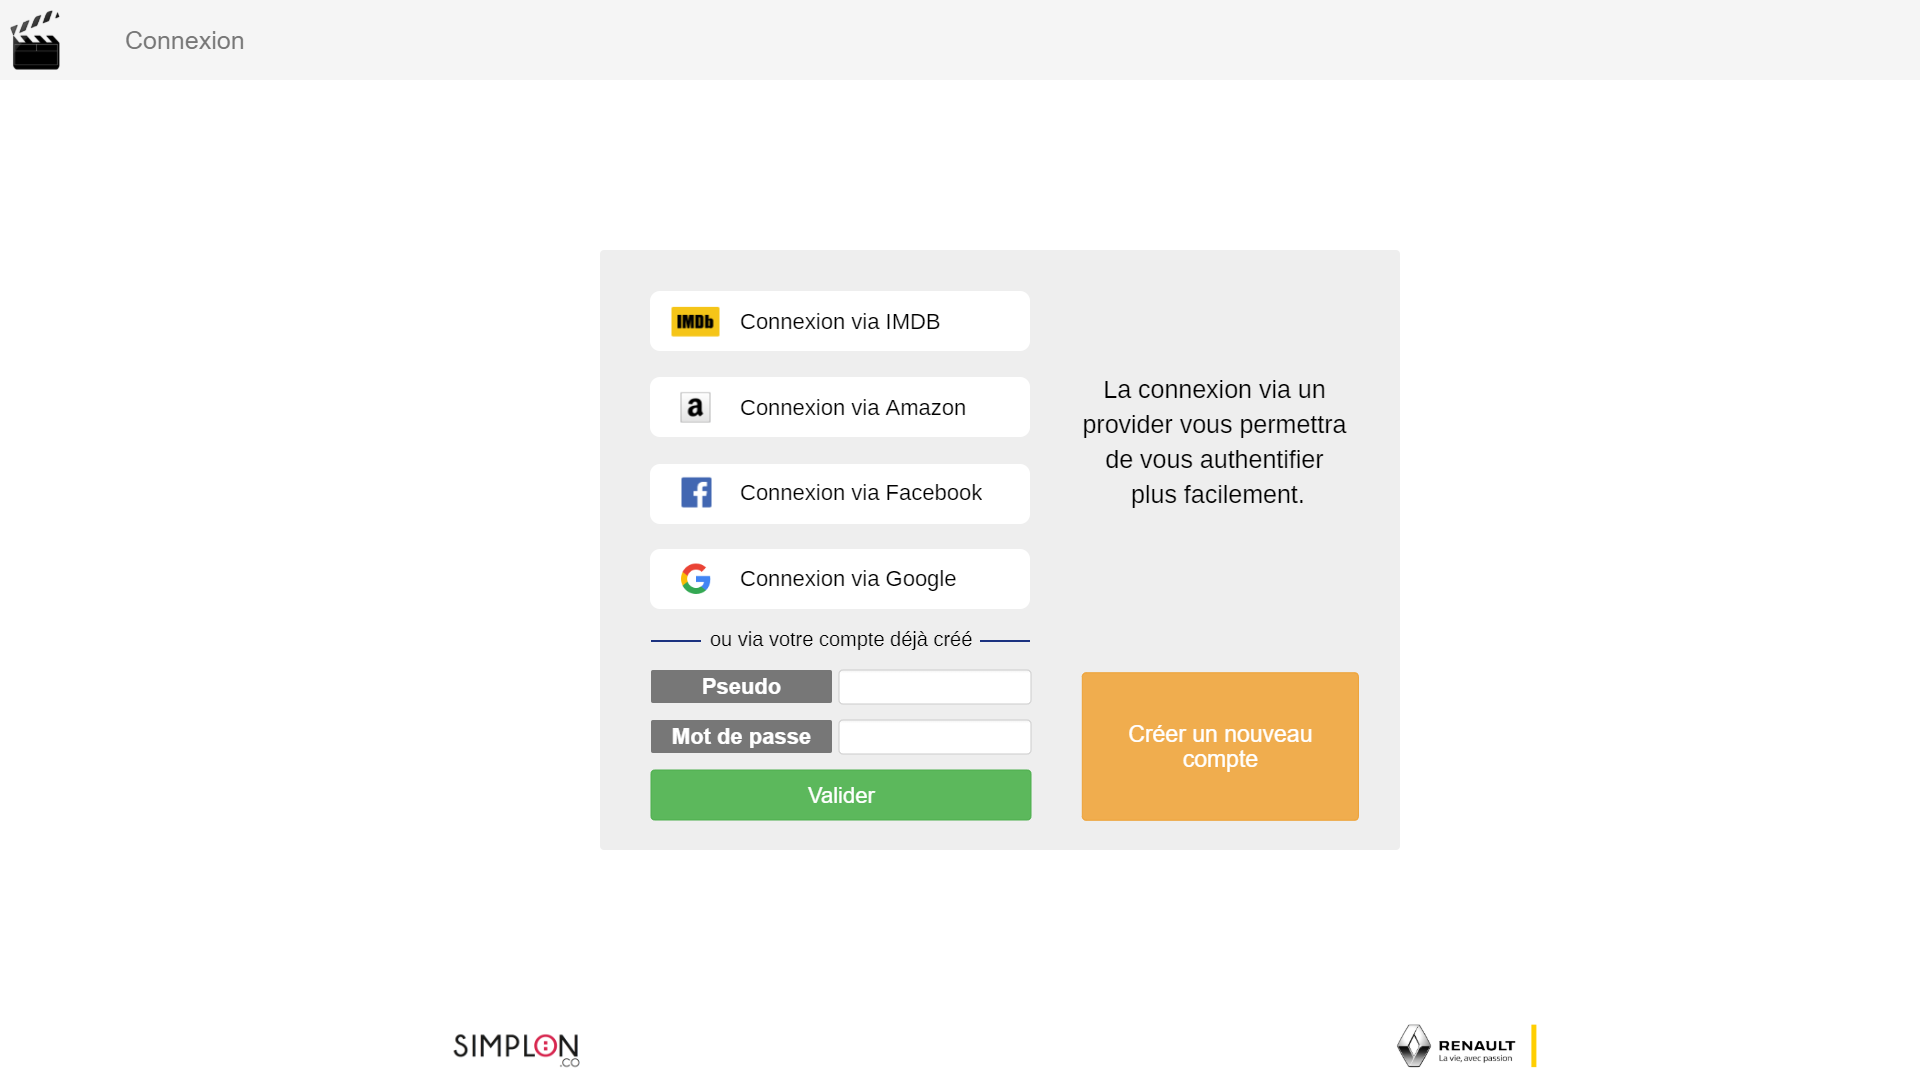 Connexion
IMDb
Connexion via IMDB
a
Connexion via Amazon
Connexion via Facebook
Connexion via Google
ou via votre compte déjà créé
Pseudo
Mot de passe
Valider
La connexion via un
provider vous permettra
de vous authentifier
plus facilement.
Créer un nouveau
compte
SIMPLON
.CO
RENAULT
La vie, avec passion